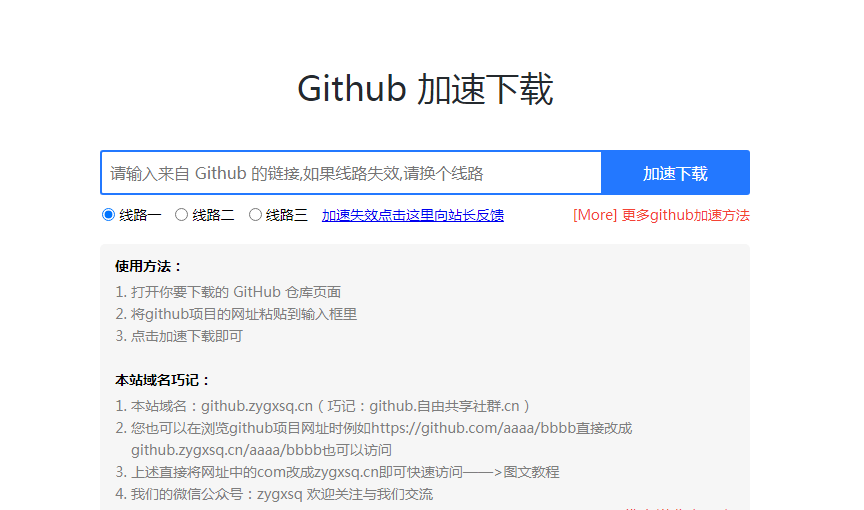 Github 加速下载
请输入来自 Github 的链接,如果线路失效,请换个线路
加速下载
线路一 线路二 线路三 加速失效点击这里向站长反馈 [More] 更多github加速方法
使用方法：
1. 打开你要下载的 GitHub 仓库页面
2. 将github项目的网址粘贴到输入框里
3. 点击加速下载即可
本站域名巧记：
1. 本站域名：github.zygxsq.cn（巧记：github.自由共享社群.cn ）
2. 您也可以在浏览github项目网址时例如https://github.com/aaaa/bbbb直接改成
github.zygxsq.cn/aaaa/bbbb也可以访问
3. 上述直接将网址中的com改成zygxsq.cn即可快速访问——>图文教程
4. 我们的微信公众号：zygxsq 欢迎关注与我们交流